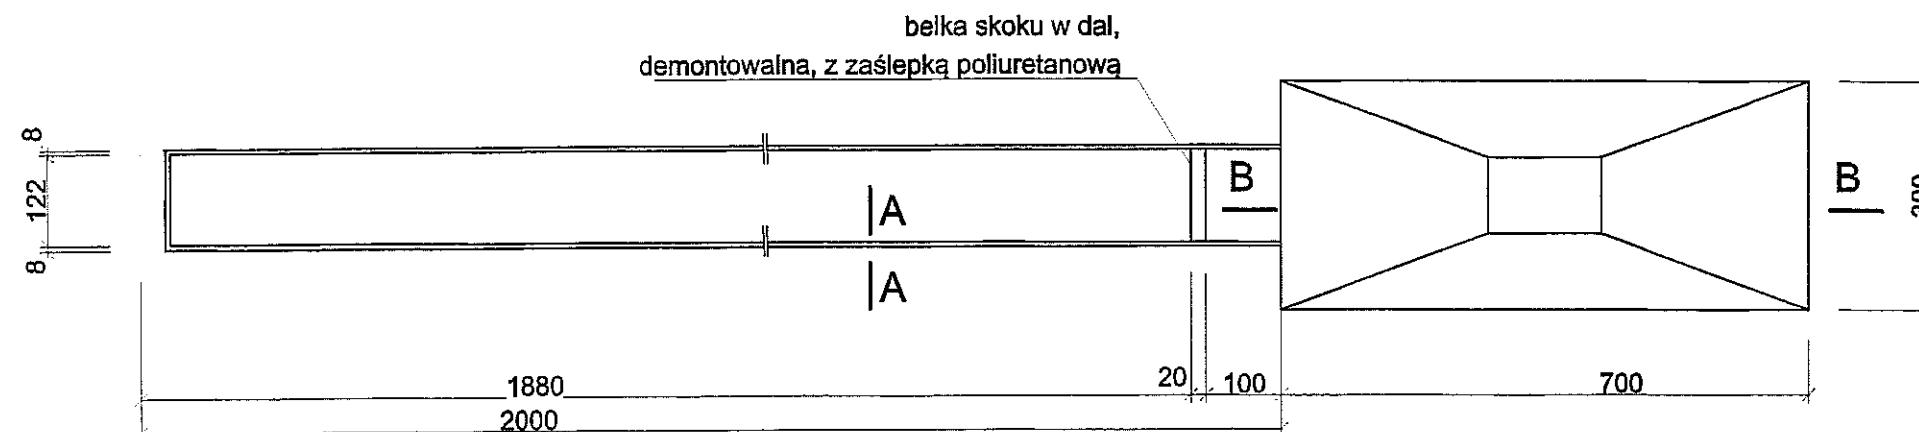 belka skoku w dal,
demontowalna, z zaślepką poliuretanową
8
122
8
A
A
B
B
1880
20
100
700
2000